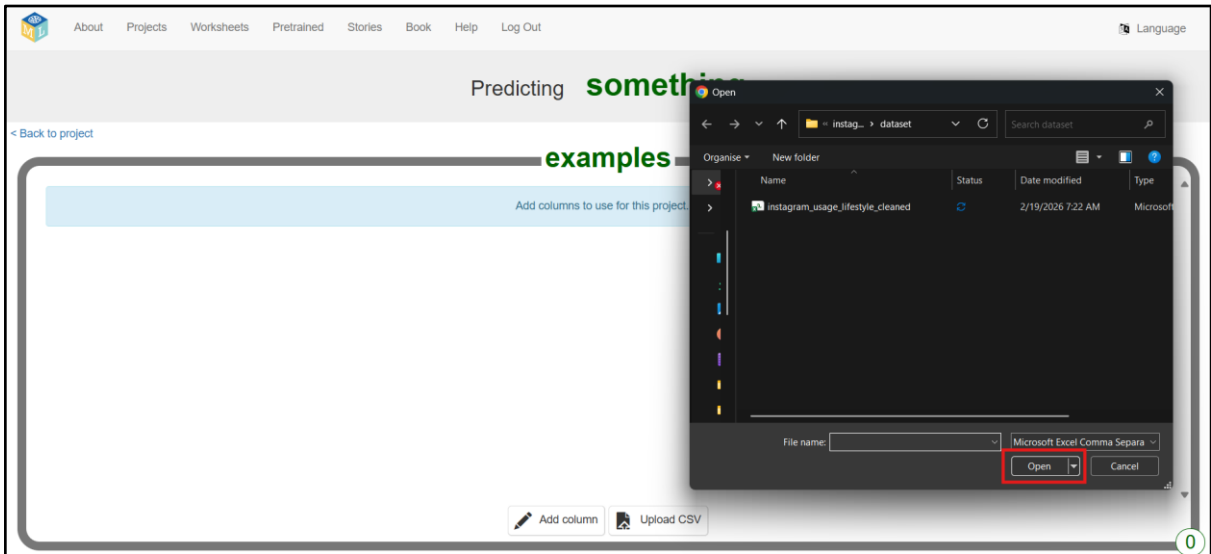 About Projects Worksheets Pretrained Stories Book Help Log Out Language
Predicting
< Back to project
examples
Add columns to use for this project.
Add column Upload CSV
0
Open
instag... > dataset Search dataset
Organise New folder
Name Status Date modified Type
instagram_usage_lifestyle_cleaned 2/19/2026 7:22 AM Microsoft
File name: Microsoft Excel Comma Separa
Open Cancel